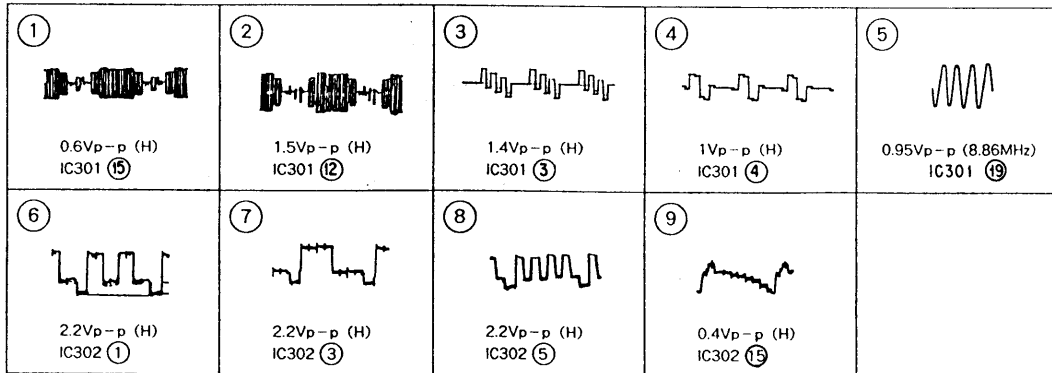 ①
0.6Vp-p (H)
IC301 ⑮
②
1.5Vp-p (H)
IC301 ⑫
③
1.4Vp-p (H)
IC301 ③
④
1Vp-p (H)
IC301 ④
⑤
0.95Vp-p (8.86MHz)
IC301 ⑲
⑥
2.2Vp-p (H)
IC302 ①
⑦
2.2Vp-p (H)
IC302 ③
⑧
2.2Vp-p (H)
IC302 ⑤
⑨
0.4Vp-p (H)
IC302 ⑮